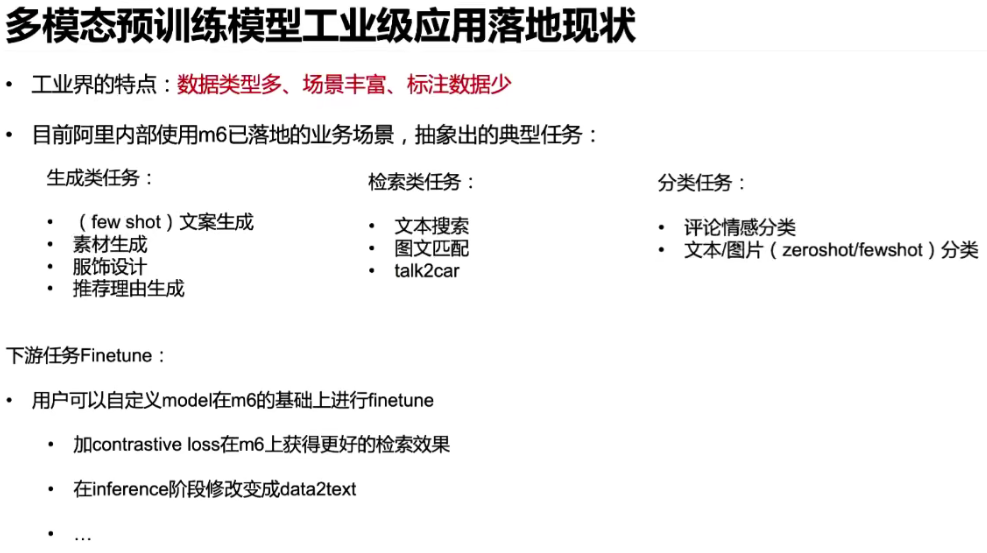 多模态预训练模型工业级应用落地现状
• 工业界的特点：数据类型多、场景丰富、标注数据少
• 目前阿里内部使用m6已落地的业务场景，抽象出的典型任务：
生成类任务：
• （few shot）文案生成
• 素材生成
• 服饰设计
• 推荐理由生成
检索类任务：
• 文本搜索
• 图文匹配
• talk2car
分类任务：
• 评论情感分类
• 文本/图片（zeroshot/fewshot）分类
下游任务Finetune：
• 用户可以自定义model在m6的基础上进行finetune
• 加contrastive loss在m6上获得更好的检索效果
• 在inference阶段修改变成data2text
• …